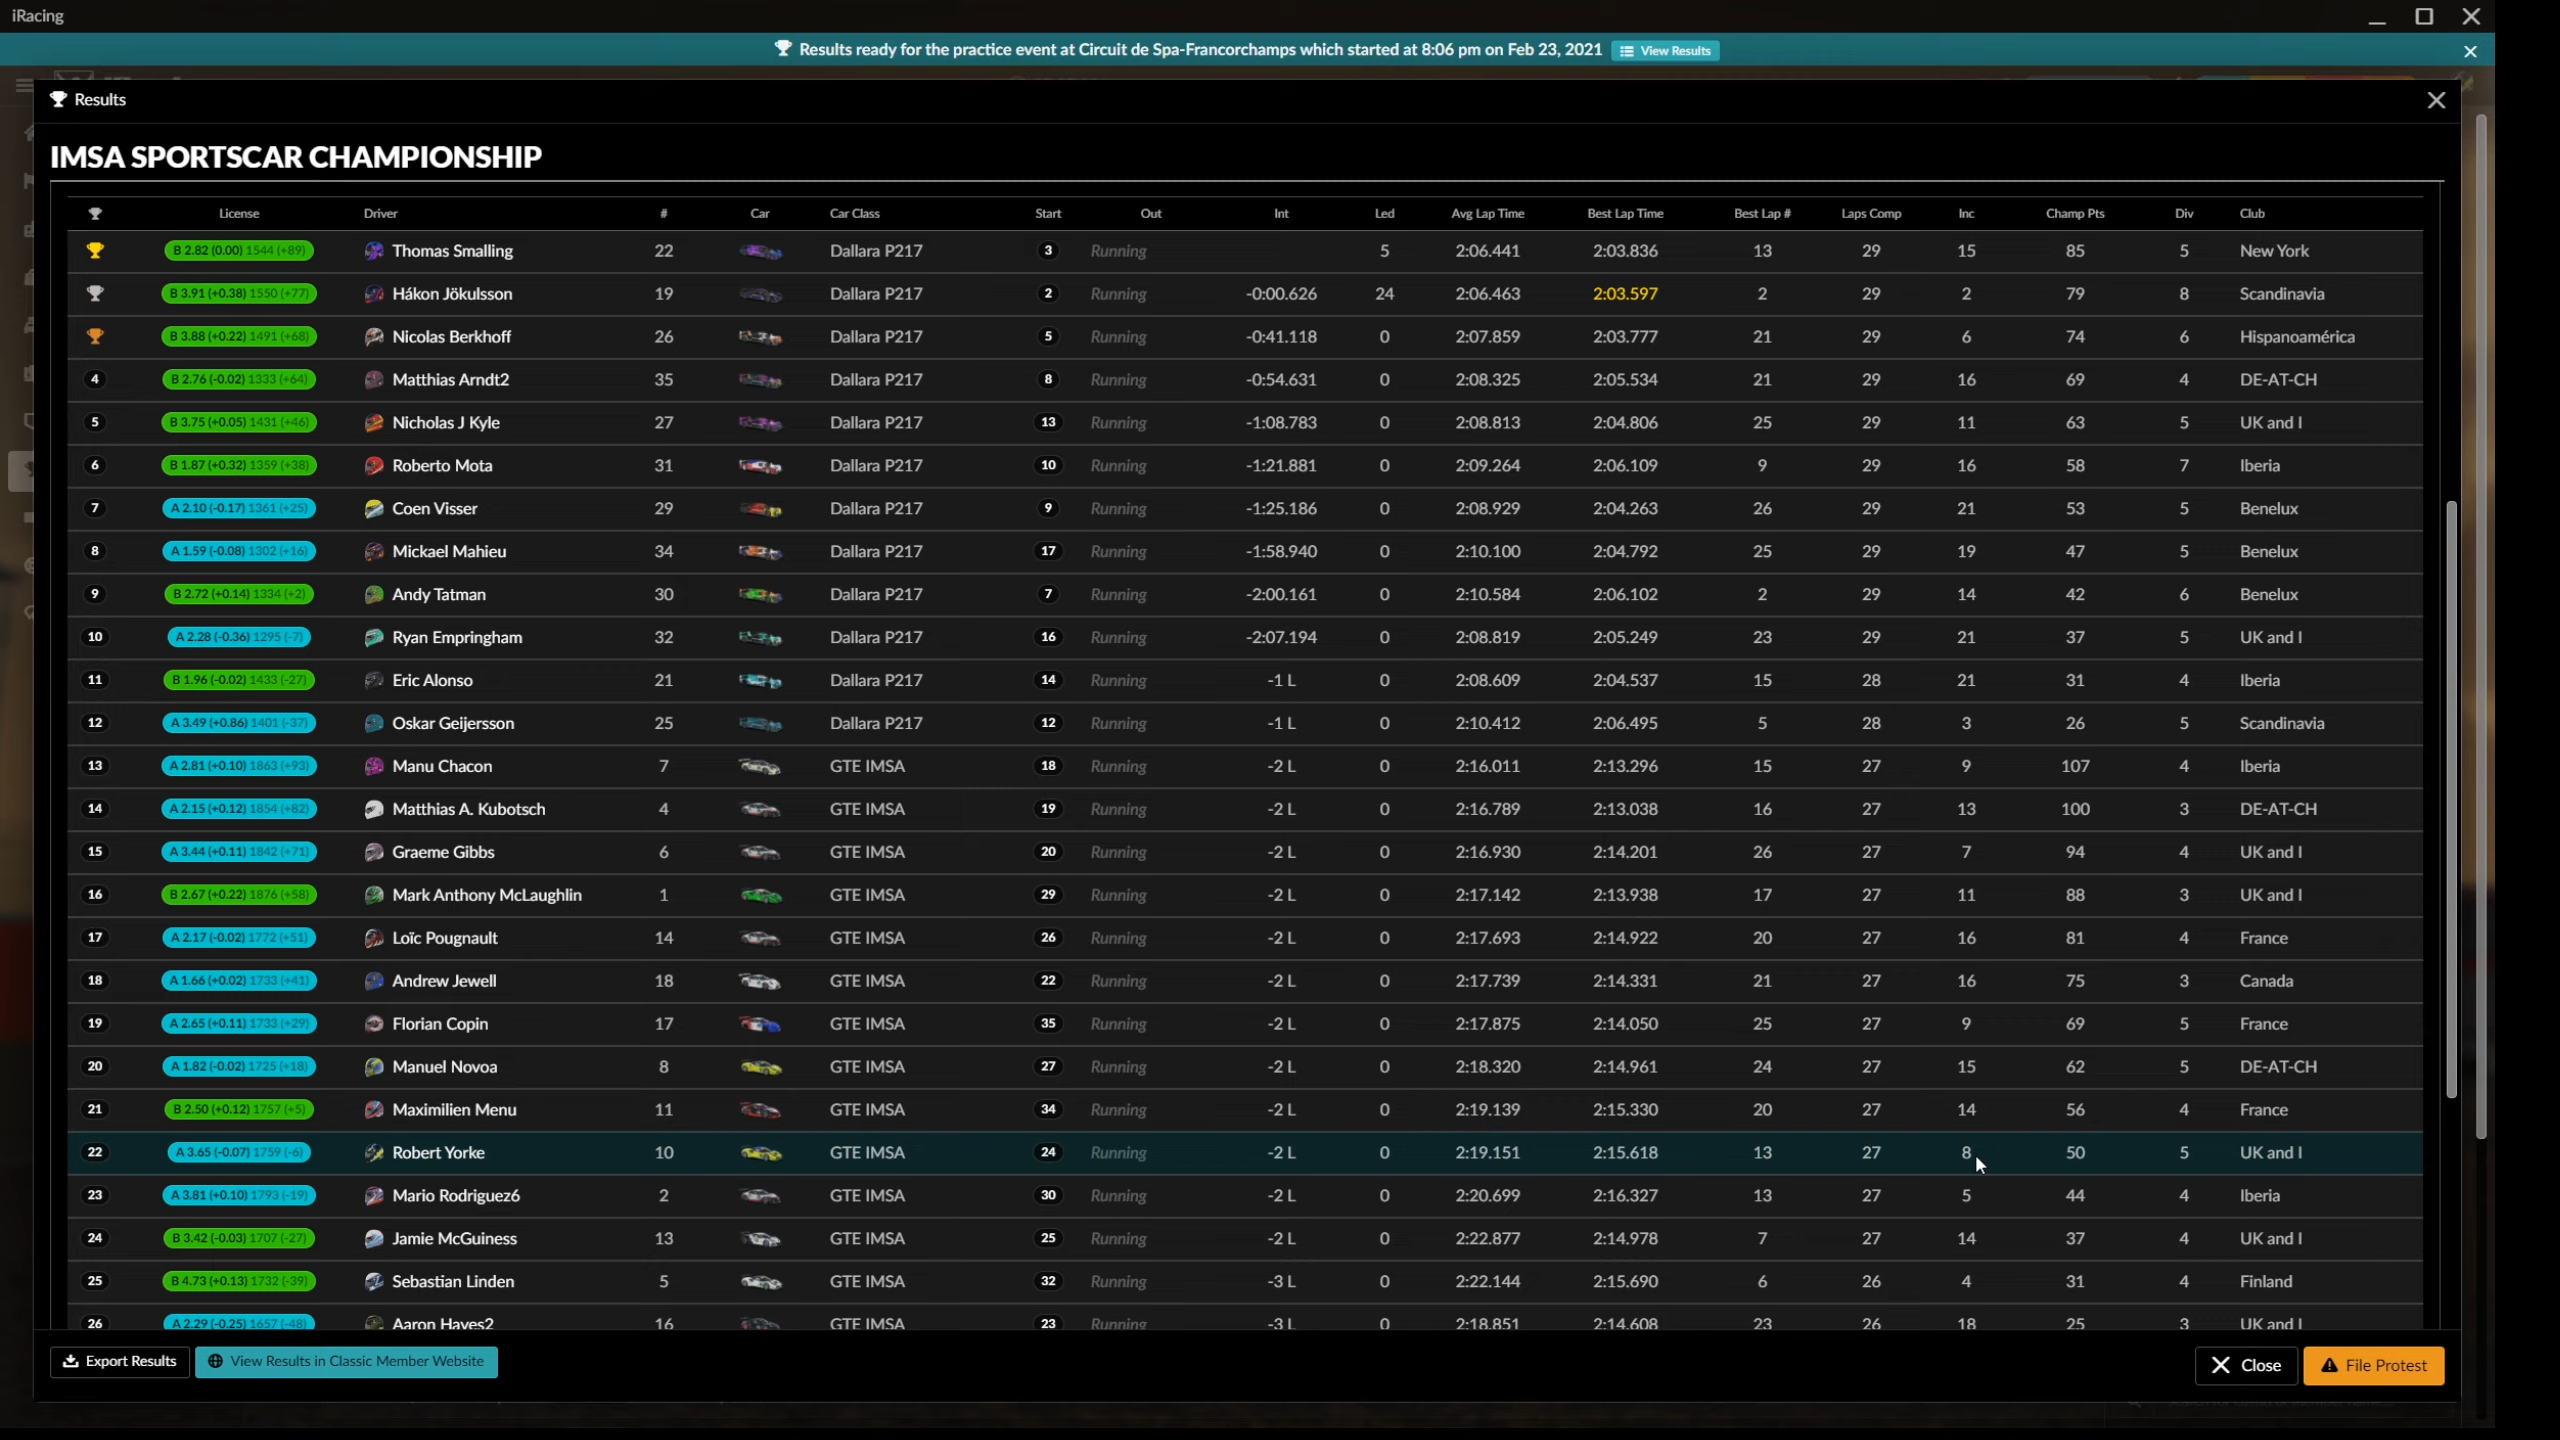 iRacing
Results ready for the practice event at Circuit de Spa-Francorchamps which started at 8:06 pm on Feb 23, 2021 View Results
Results
IMSA SPORTSCAR CHAMPIONSHIP
License Driver # Car Car Class Start Out Int Led Avg Lap Time Best Lap Time Best Lap # Laps Comp Inc Champ Pts Div Club
B 2.82 (0.00) 1544 (+89) Thomas Smalling 22 Dallara P217 3 Running 5 2:06.441 2:03.836 13 29 15 85 5 New York
B 3.91 (+0.38) 1550 (+77) Hákon Jökulsson 19 Dallara P217 2 Running -0:00.626 24 2:06.463 2:03.597 2 29 2 79 8 Scandinavia
B 3.88 (+0.22) 1491 (+68) Nicolas Berkhoff 26 Dallara P217 5 Running -0:41.118 0 2:07.859 2:03.777 21 29 6 74 6 Hispanoamérica
4 B 2.76 (-0.02) 1333 (+64) Matthias Arndt2 35 Dallara P217 8 Running -0:54.631 0 2:08.325 2:05.534 21 29 16 69 4 DE-AT-CH
5 B 3.75 (+0.05) 1431 (+46) Nicholas J Kyle 27 Dallara P217 13 Running -1:08.783 0 2:08.813 2:04.806 25 29 11 63 5 UK and I
6 B 1.87 (+0.32) 1359 (+38) Roberto Mota 31 Dallara P217 10 Running -1:21.881 0 2:09.264 2:06.109 9 29 16 58 7 Iberia
7 A 2.10 (-0.17) 1361 (+25) Coen Visser 29 Dallara P217 9 Running -1:25.186 0 2:08.929 2:04.263 26 29 21 53 5 Benelux
8 A 1.59 (-0.08) 1302 (+16) Mickael Mahieu 34 Dallara P217 17 Running -1:58.940 0 2:10.100 2:04.792 25 29 19 47 5 Benelux
9 B 2.72 (+0.14) 1334 (+2) Andy Tatman 30 Dallara P217 7 Running -2:00.161 0 2:10.584 2:06.102 2 29 14 42 6 Benelux
10 A 2.28 (-0.36) 1295 (-7) Ryan Empringham 32 Dallara P217 16 Running -2:07.194 0 2:08.819 2:05.249 23 29 21 37 5 UK and I
11 B 1.96 (-0.02) 1433 (-27) Eric Alonso 21 Dallara P217 14 Running -1 L 0 2:08.609 2:04.537 15 28 21 31 4 Iberia
12 A 3.49 (+0.86) 1401 (-37) Oskar Geijersson 25 Dallara P217 12 Running -1 L 0 2:10.412 2:06.495 5 28 3 26 5 Scandinavia
13 A 2.81 (+0.10) 1863 (+93) Manu Chacon 7 GTE IMSA 18 Running -2 L 0 2:16.011 2:13.296 15 27 9 107 4 Iberia
14 A 2.15 (+0.12) 1854 (+82) Matthias A. Kubotsch 4 GTE IMSA 19 Running -2 L 0 2:16.789 2:13.038 16 27 13 100 3 DE-AT-CH
15 A 3.44 (+0.11) 1842 (+71) Graeme Gibbs 6 GTE IMSA 20 Running -2 L 0 2:16.930 2:14.201 26 27 7 94 4 UK and I
16 B 2.67 (+0.22) 1876 (+58) Mark Anthony McLaughlin 1 GTE IMSA 29 Running -2 L 0 2:17.142 2:13.938 17 27 11 88 3 UK and I
17 A 2.17 (-0.02) 1772 (+51) Loïc Pougnault 14 GTE IMSA 26 Running -2 L 0 2:17.693 2:14.922 20 27 16 81 4 France
18 A 1.66 (+0.02) 1733 (+41) Andrew Jewell 18 GTE IMSA 22 Running -2 L 0 2:17.739 2:14.331 21 27 16 75 3 Canada
19 A 2.65 (+0.11) 1733 (+29) Florian Copin 17 GTE IMSA 35 Running -2 L 0 2:17.875 2:14.050 25 27 9 69 5 France
20 A 1.82 (-0.02) 1725 (+18) Manuel Novoa 8 GTE IMSA 27 Running -2 L 0 2:18.320 2:14.961 24 27 15 62 5 DE-AT-CH
21 B 2.50 (+0.12) 1757 (+5) Maximilien Menu 11 GTE IMSA 34 Running -2 L 0 2:19.139 2:15.330 20 27 14 56 4 France
22 A 3.65 (-0.07) 1759 (-6) Robert Yorke 10 GTE IMSA 24 Running -2 L 0 2:19.151 2:15.618 13 27 8 50 5 UK and I
23 A 3.81 (+0.10) 1793 (-19) Mario Rodriguez6 2 GTE IMSA 30 Running -2 L 0 2:20.699 2:16.327 13 27 5 44 4 Iberia
24 B 3.42 (-0.03) 1707 (-27) Jamie McGuiness 13 GTE IMSA 25 Running -2 L 0 2:22.877 2:14.978 7 27 14 37 4 UK and I
25 B 4.73 (+0.13) 1732 (-39) Sebastian Linden 5 GTE IMSA 32 Running -3 L 0 2:22.144 2:15.690 6 26 4 31 4 Finland
26 A 2.29 (-0.25) 1657 (-48) Aaron Hayes2 16 GTE IMSA 23 Running -3 L 0 2:18.851 2:14.608 23 26 18 25 3 UK and I
Export Results View Results in Classic Member Website Close File Protest